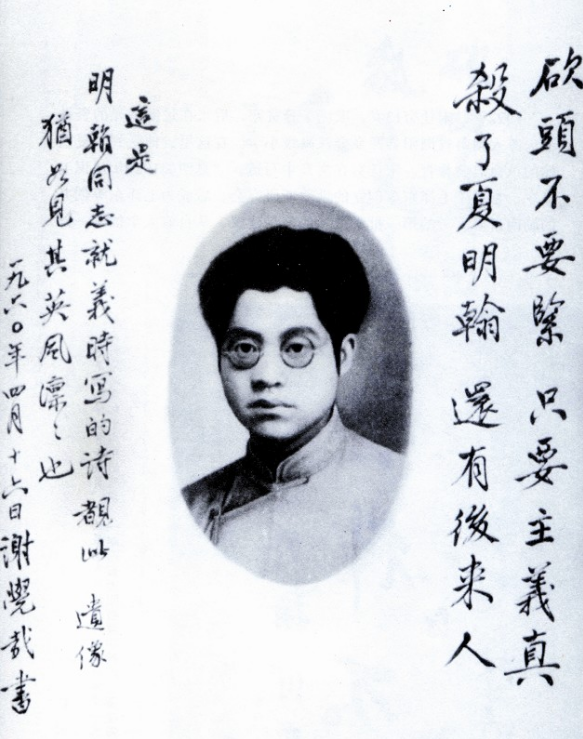 砍頭不要緊 只要主義真
殺了夏明翰 還有後来人
這是
明翰同志就義時寫的詩覩此 遺像
猶如見其英風凛〻也
一九六〇年四月十六日謝覺哉書